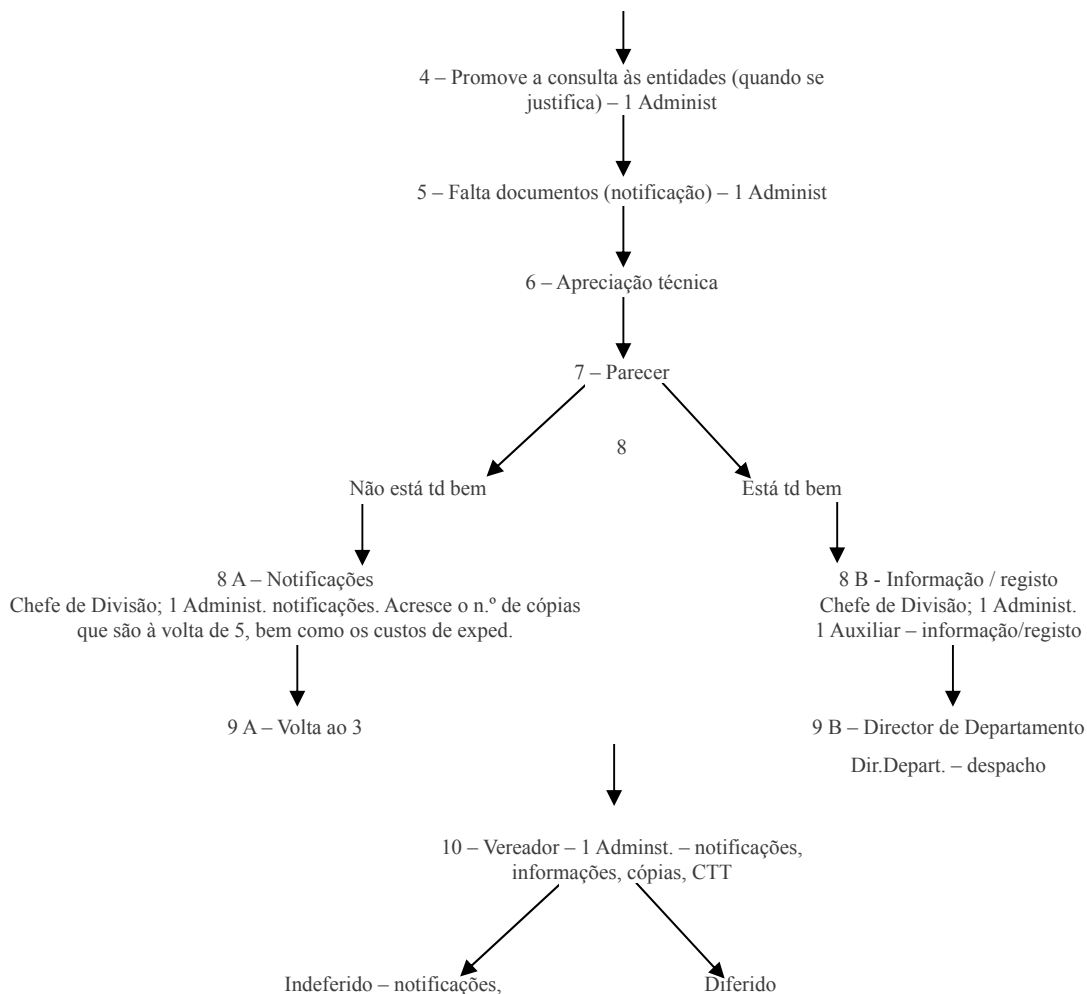 4 – Promove a consulta às entidades (quando se
justifica) – 1 Administ
5 – Falta documentos (notificação) – 1 Administ
6 – Apreciação técnica
7 – Parecer
8
Não está td bem
Está td bem
8 A – Notificações
Chefe de Divisão; 1 Administ. notificações. Acresce o n.º de cópias
que são à volta de 5, bem como os custos de exped.
8 B - Informação / registo
Chefe de Divisão; 1 Administ.
1 Auxiliar – informação/registo
9 A – Volta ao 3
9 B – Director de Departamento
Dir.Depart. – despacho
10 – Vereador – 1 Adminst. – notificações,
informações, cópias, CTT
Indeferido – notificações,
Diferido